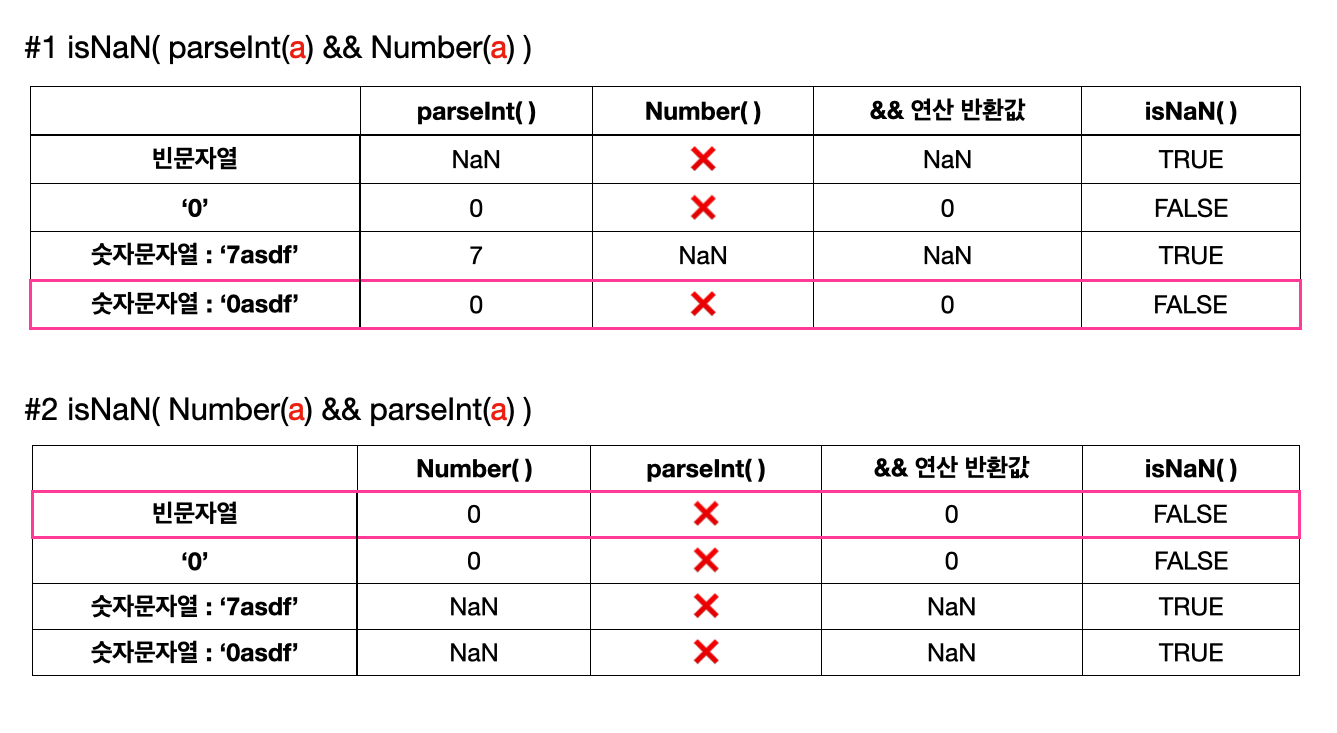 #1 isNaN( parseInt(a) && Number(a) )
parseInt( ) Number( ) && 연산 반환값 isNaN( )
빈문자열 NaN ❌ NaN TRUE
‘0’ 0 ❌ 0 FALSE
숫자문자열 : ‘7asdf’ 7 NaN NaN TRUE
숫자문자열 : ‘0asdf’ 0 ❌ 0 FALSE
#2 isNaN( Number(a) && parseInt(a) )
Number( ) parseInt( ) && 연산 반환값 isNaN( )
빈문자열 0 ❌ 0 FALSE
‘0’ 0 ❌ 0 FALSE
숫자문자열 : ‘7asdf’ NaN ❌ NaN TRUE
숫자문자열 : ‘0asdf’ NaN ❌ NaN TRUE